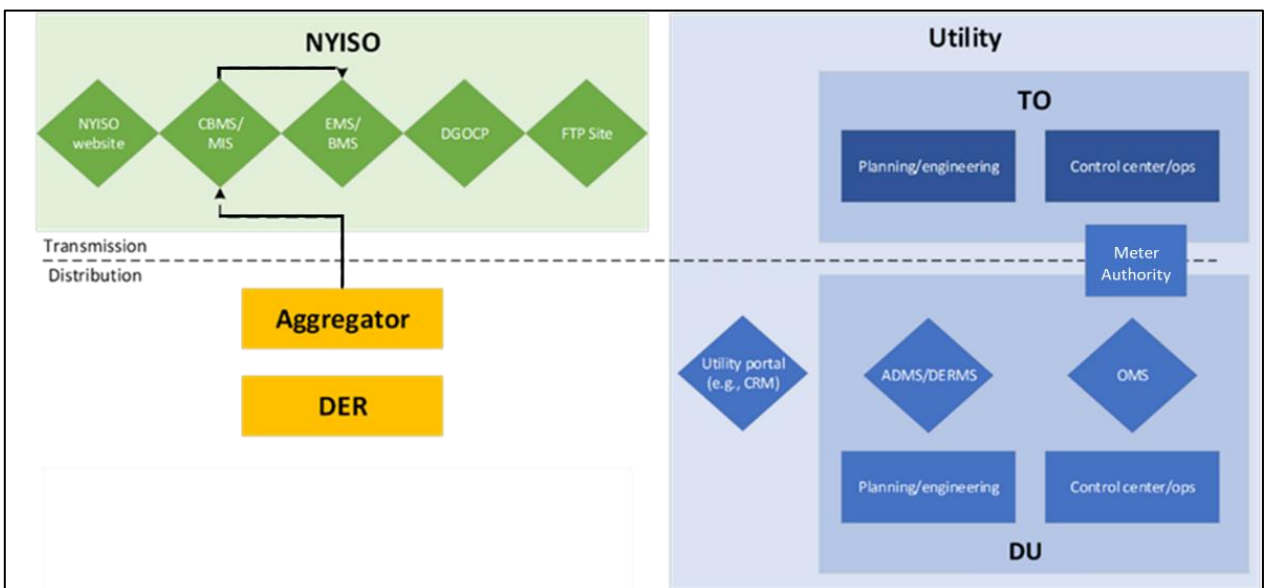 NYISO
NYISO
website
CBMS/
MIS
EMS/
BMS
DGOCP
FTP Site
Transmission
Distribution
Aggregator
DER
Utility
TO
Planning/engineering
Control center/ops
Meter
Authority
Utility portal
(e.g., CRM)
ADMS/DERMS
OMS
Planning/engineering
Control center/ops
DU